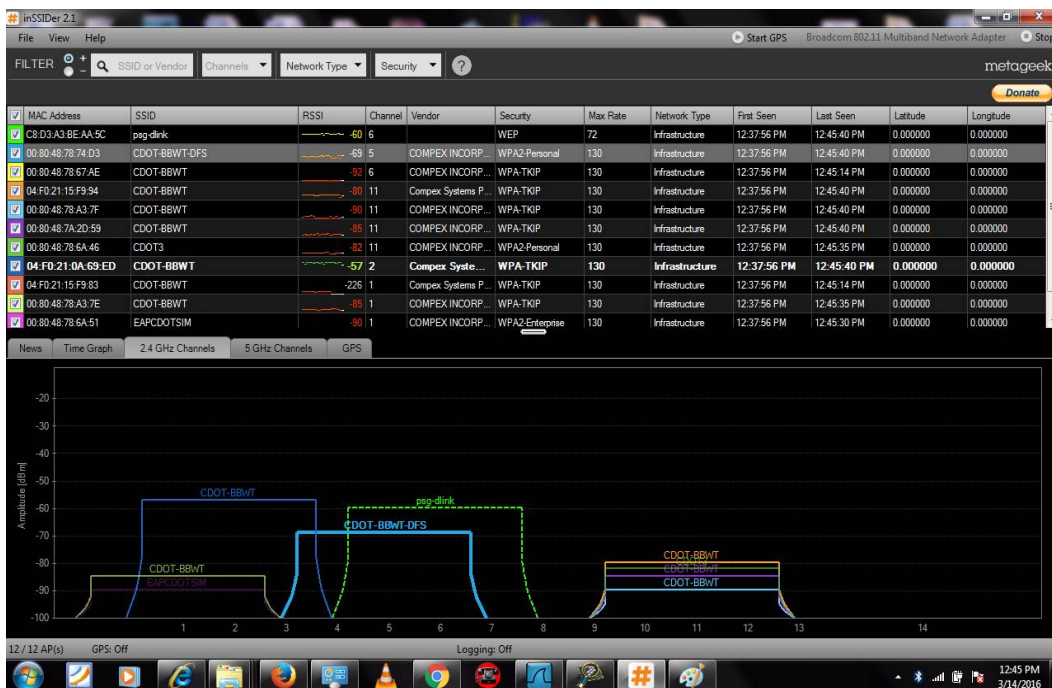 inSSIDer 2.1
File View Help Start GPS Broadcom 802.11 Multiband Network Adapter Stop
FILTER + - SSID or Vendor Channels Network Type Security ? metageek
Donate
MAC Address SSID RSSI Channel Vendor Security Max Rate Network Type First Seen Last Seen Latitude Longitude
C8:D3:A3:BE:AA:5C psg-dlink -60 6 WEP 72 Infrastructure 12:37:56 PM 12:45:40 PM 0.000000 0.000000
00:80:48:78:74:D3 CDOT-BBWT-DFS -69 5 COMPEX INCORP... WPA2-Personal 130 Infrastructure 12:37:56 PM 12:45:40 PM 0.000000 0.000000
00:80:48:78:67:AE CDOT-BBWT -92 6 COMPEX INCORP... WPA-TKIP 130 Infrastructure 12:37:56 PM 12:45:14 PM 0.000000 0.000000
04:F0:21:15:F9:94 CDOT-BBWT -80 11 Compex Systems P... WPA-TKIP 130 Infrastructure 12:37:56 PM 12:45:40 PM 0.000000 0.000000
00:80:48:78:A3:7F CDOT-BBWT -90 11 COMPEX INCORP... WPA-TKIP 130 Infrastructure 12:37:56 PM 12:45:40 PM 0.000000 0.000000
00:80:48:7A:2D:59 CDOT-BBWT -85 11 COMPEX INCORP... WPA-TKIP 130 Infrastructure 12:37:56 PM 12:45:40 PM 0.000000 0.000000
00:80:48:78:6A:46 CDOT3 -82 11 COMPEX INCORP... WPA2-Personal 130 Infrastructure 12:37:56 PM 12:45:35 PM 0.000000 0.000000
04:F0:21:0A:69:ED CDOT-BBWT -57 2 Compex Syste... WPA-TKIP 130 Infrastructure 12:37:56 PM 12:45:40 PM 0.000000 0.000000
04:F0:21:15:F9:83 CDOT-BBWT -226 1 Compex Systems P... WPA-TKIP 130 Infrastructure 12:37:56 PM 12:45:14 PM 0.000000 0.000000
00:80:48:78:A3:7E CDOT-BBWT -85 1 COMPEX INCORP... WPA-TKIP 130 Infrastructure 12:37:56 PM 12:45:35 PM 0.000000 0.000000
00:80:48:78:6A:51 EAPCDOTSIM -90 1 COMPEX INCORP... WPA2-Enterprise 130 Infrastructure 12:37:56 PM 12:45:30 PM 0.000000 0.000000
News Time Graph 2.4 GHz Channels 5 GHz Channels GPS
Amplitude [dBm]
-20
-30
-40
-50
CDOT-BBWT psg-dlink
-60
CDOT-BBWT-DFS
-70
CDOT-BBWT
-80
CDOT-BBWT CDOT-BBWT
EAPCDOTSIM CDOT-BBWT
-90
-100
1 2 3 4 5 6 7 8 9 10 11 12 13 14
12 / 12 AP(s) GPS: Off Logging: Off
12:45 PM
3/14/2016